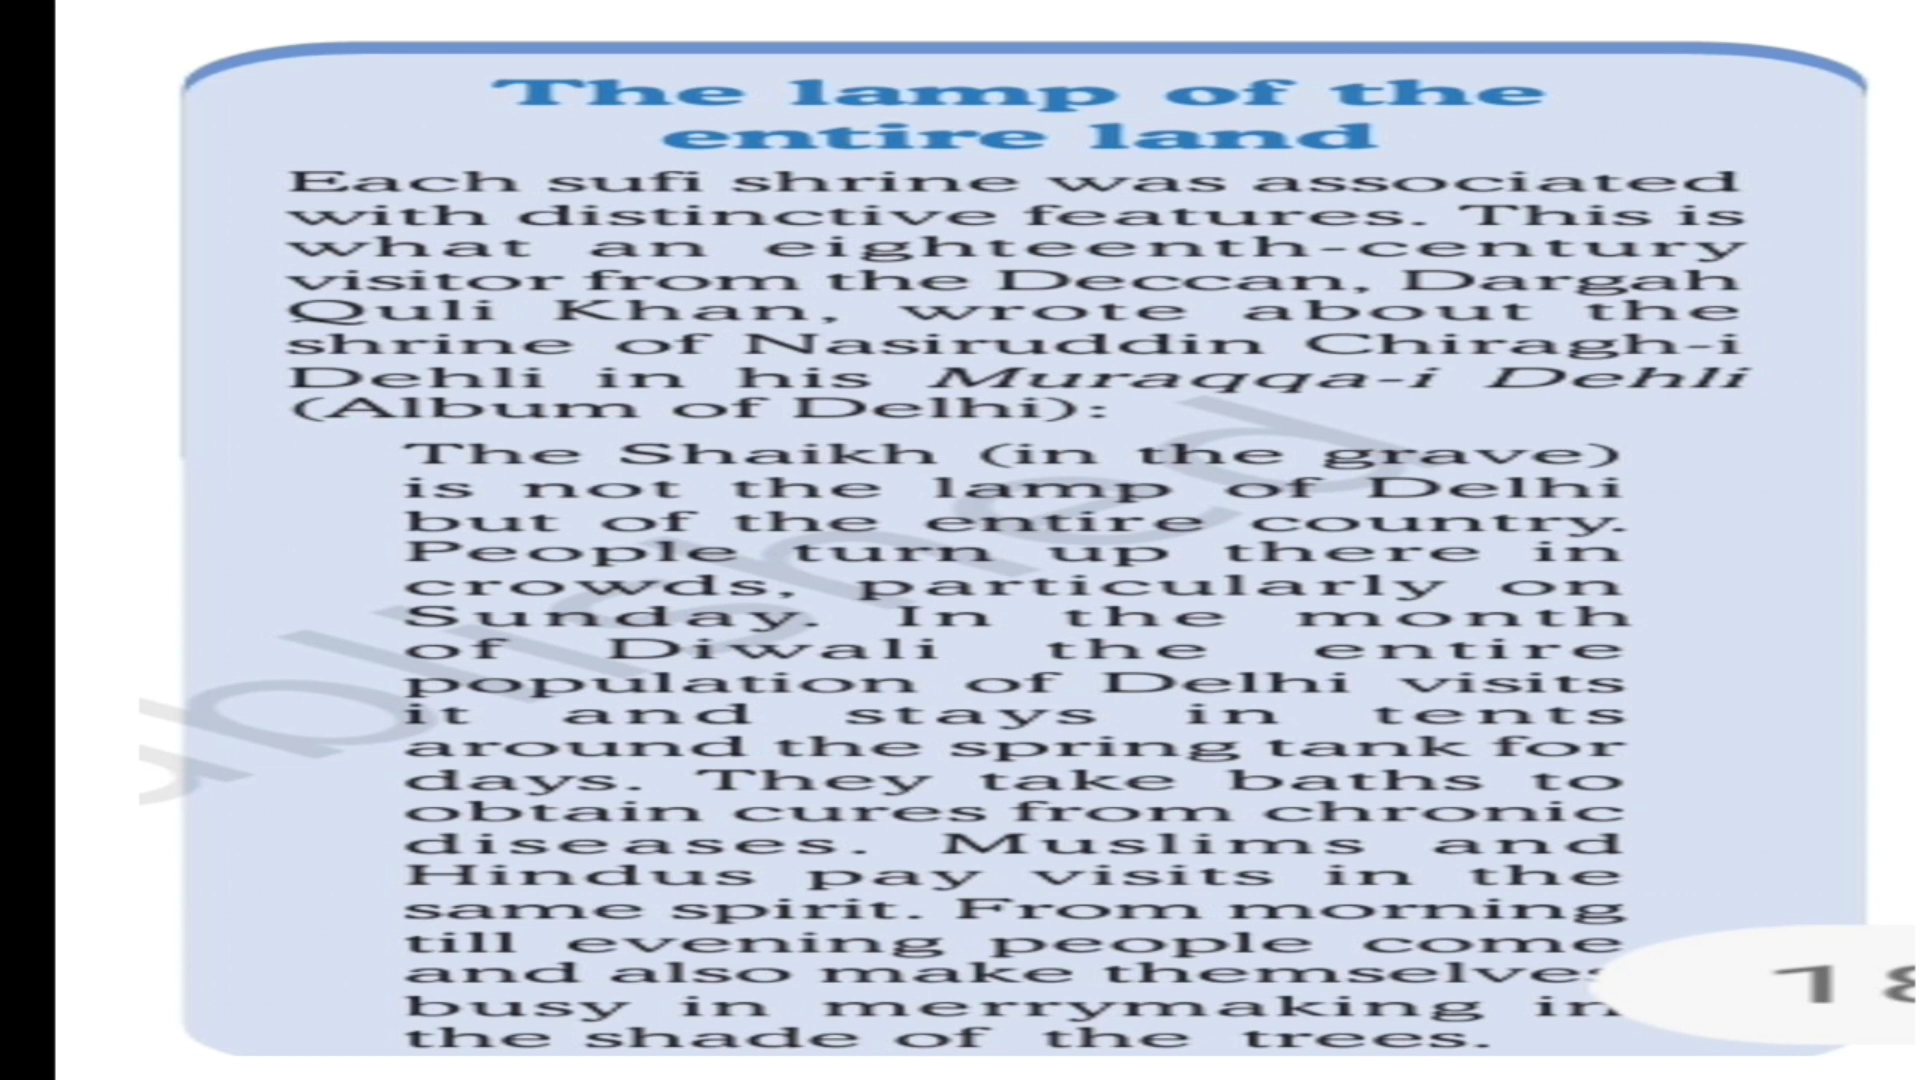 The lamp of the
entire land
Each sufi shrine was associated
with distinctive features. This is
what an eighteenth-century
visitor from the Deccan, Dargah
Quli Khan, wrote about the
shrine of Nasiruddin Chiragh-i
Dehli in his Muraqqa-i Dehli
(Album of Delhi):
The Shaikh (in the grave)
is not the lamp of Delhi
but of the entire country.
People turn up there in
crowds, particularly on
Sunday. In the month
of Diwali the entire
population of Delhi visits
it and stays in tents
around the spring tank for
days. They take baths to
obtain cures from chronic
diseases. Muslims and
Hindus pay visits in the
same spirit. From morning
till evening people come
and also make themselves
busy in merrymaking in
the shade of the trees.